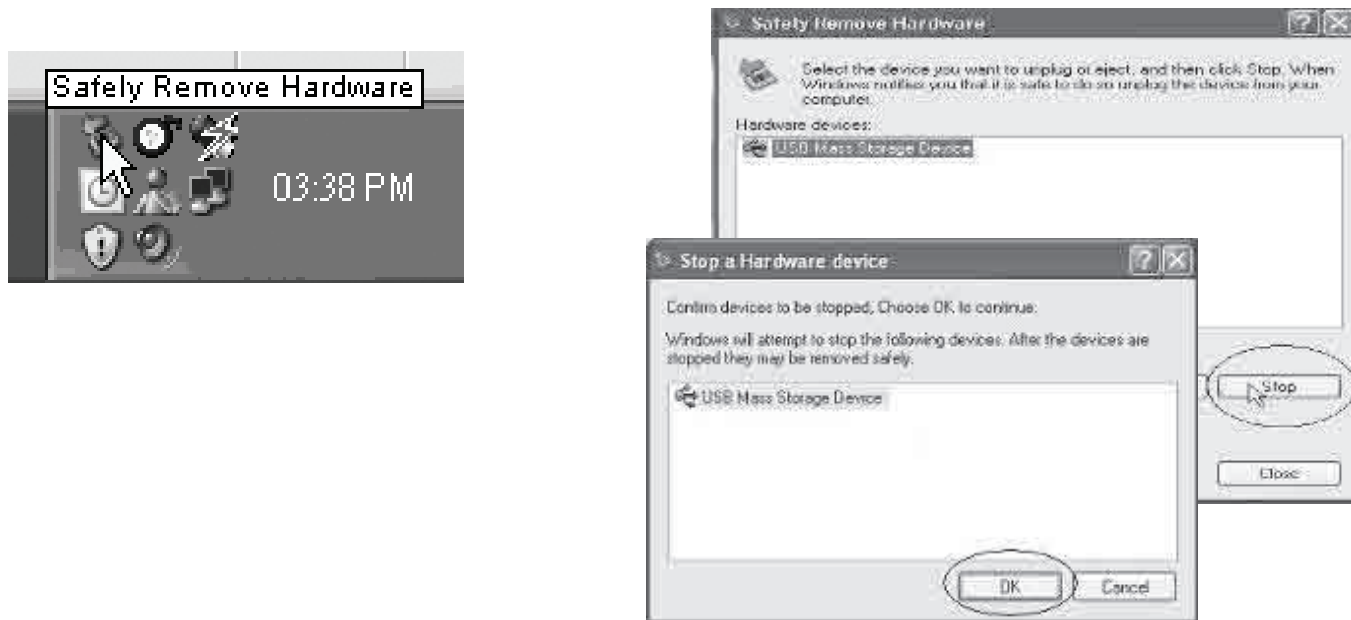 Safely Remove Hardware
03:38 PM
Safely Remove Hardware
Select the device you want to unplug or eject, and then click Stop. When
Windows notifies you that it is safe to do so unplug the device from your
computer.
Hardware devices:
USB Mass Storage Device
Stop
Close
Stop a Hardware device
Confirm devices to be stopped, Choose OK to continue.
Windows will attempt to stop the following devices. After the devices are
stopped they may be removed safely.
USB Mass Storage Device
OK
Cancel